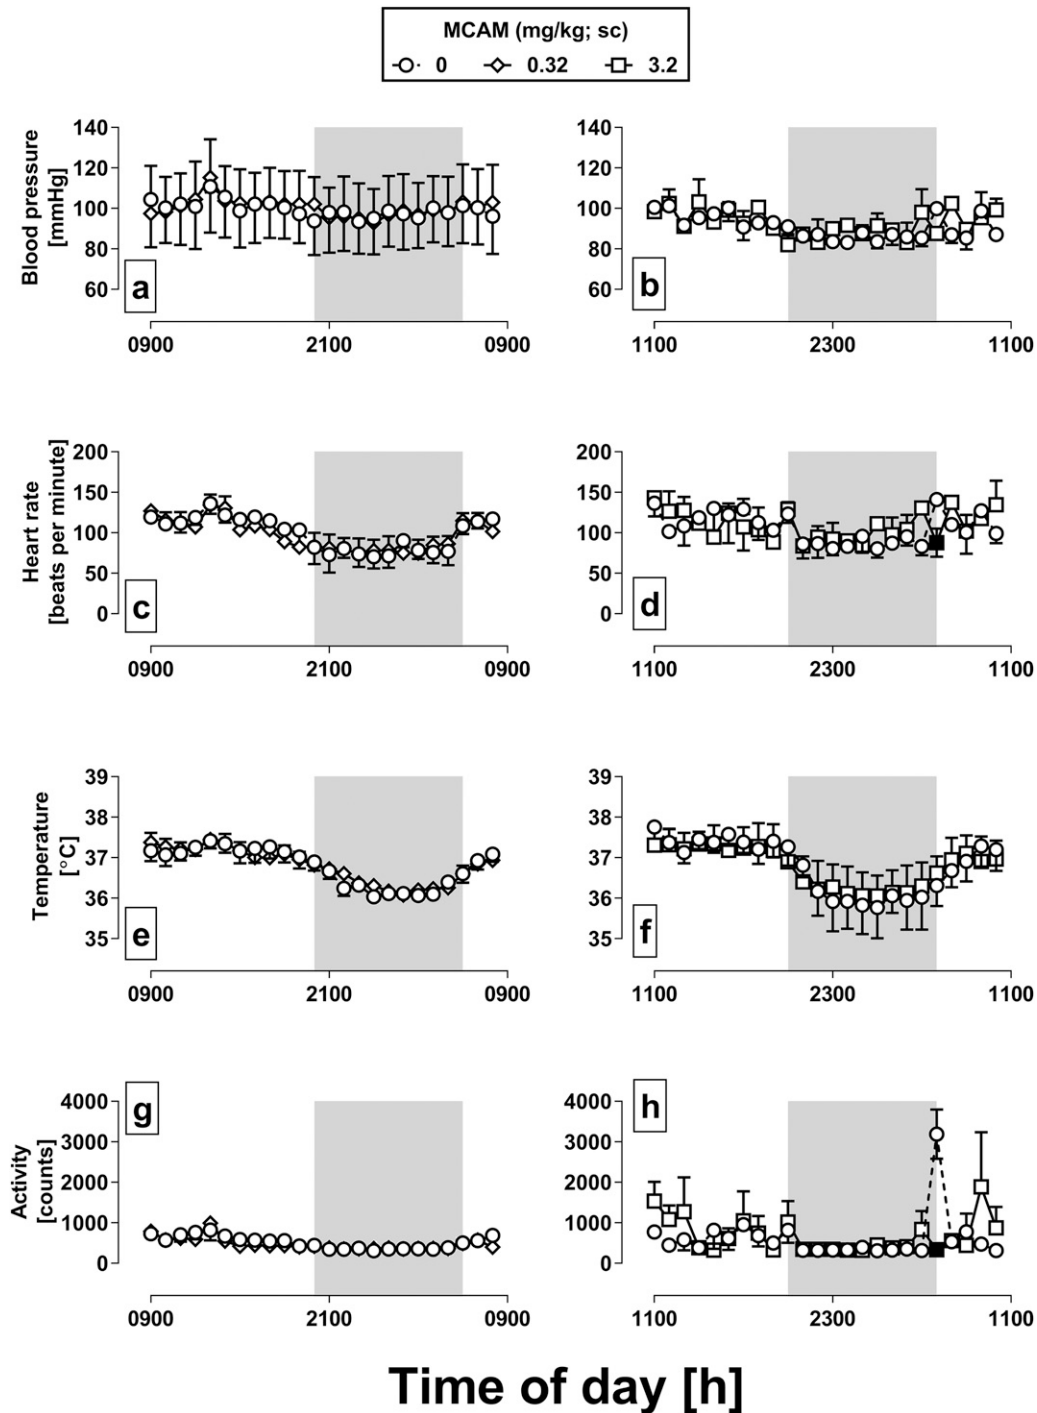 MCAM (mg/kg; sc)
0 0.32 3.2
Blood pressure
[mmHg]
140
120
100
80
60
a
0900 2100 0900
140
120
100
80
60
b
1100 2300 1100
Heart rate
[beats per minute]
200
150
100
50
0
c
0900 2100 0900
200
150
100
50
0
d
1100 2300 1100
Temperature
[°C]
39
38
37
36
35
e
0900 2100 0900
39
38
37
36
35
f
1100 2300 1100
Activity
[counts]
g
4000
3000
2000
1000
0
0900 2100 0900
h
4000
3000
2000
1000
0
1100 2300 1100
Time of day [h]